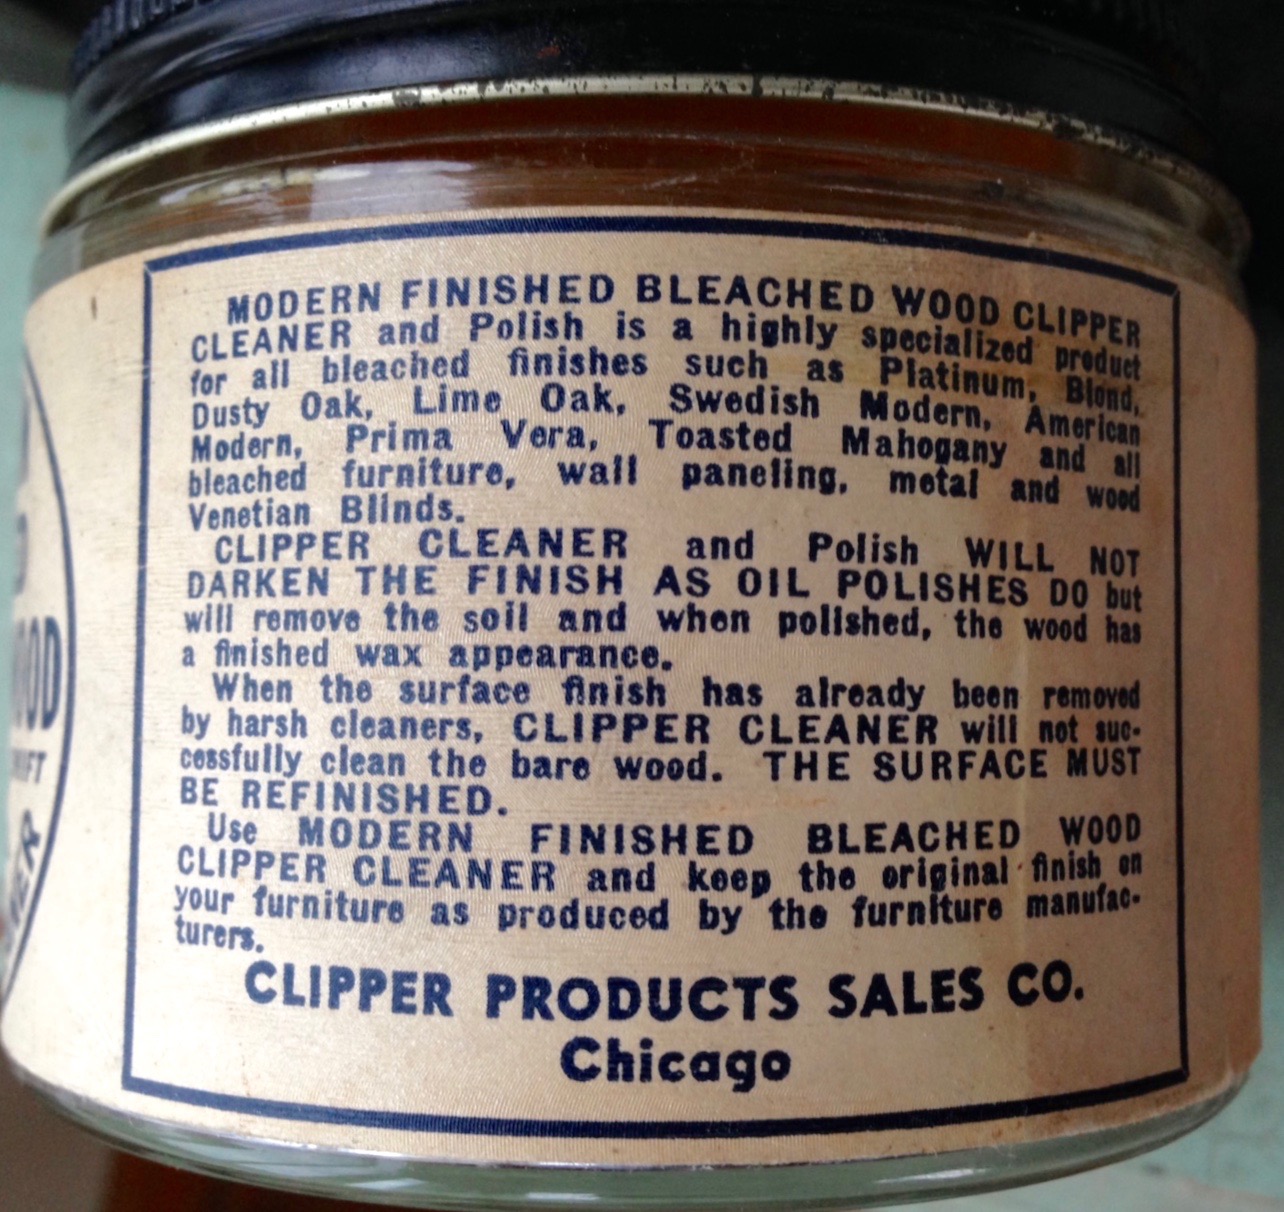 MODERN FINISHED BLEACHED WOOD CLIPPER
CLEANER and Polish is a highly specialized product
for all bleached finishes such as Platinum, Blond,
Dusty Oak, Lime Oak, Swedish Modern, American
Modern, Prima Vera, Toasted Mahogany and all
bleached furniture, wall paneling, metal and wood
Venetian Blinds.
CLIPPER CLEANER and Polish WILL NOT
DARKEN THE FINISH AS OIL POLISHES DO but
will remove the soil and when polished, the wood has
a finished wax appearance.
When the surface finish has already been removed
by harsh cleaners, CLIPPER CLEANER will not suc-
cessfully clean the bare wood. THE SURFACE MUST
BE REFINISHED.
Use MODERN FINISHED BLEACHED WOOD
CLIPPER CLEANER and keep the original finish on
your furniture as produced by the furniture manufac-
turers.
CLIPPER PRODUCTS SALES CO.
Chicago